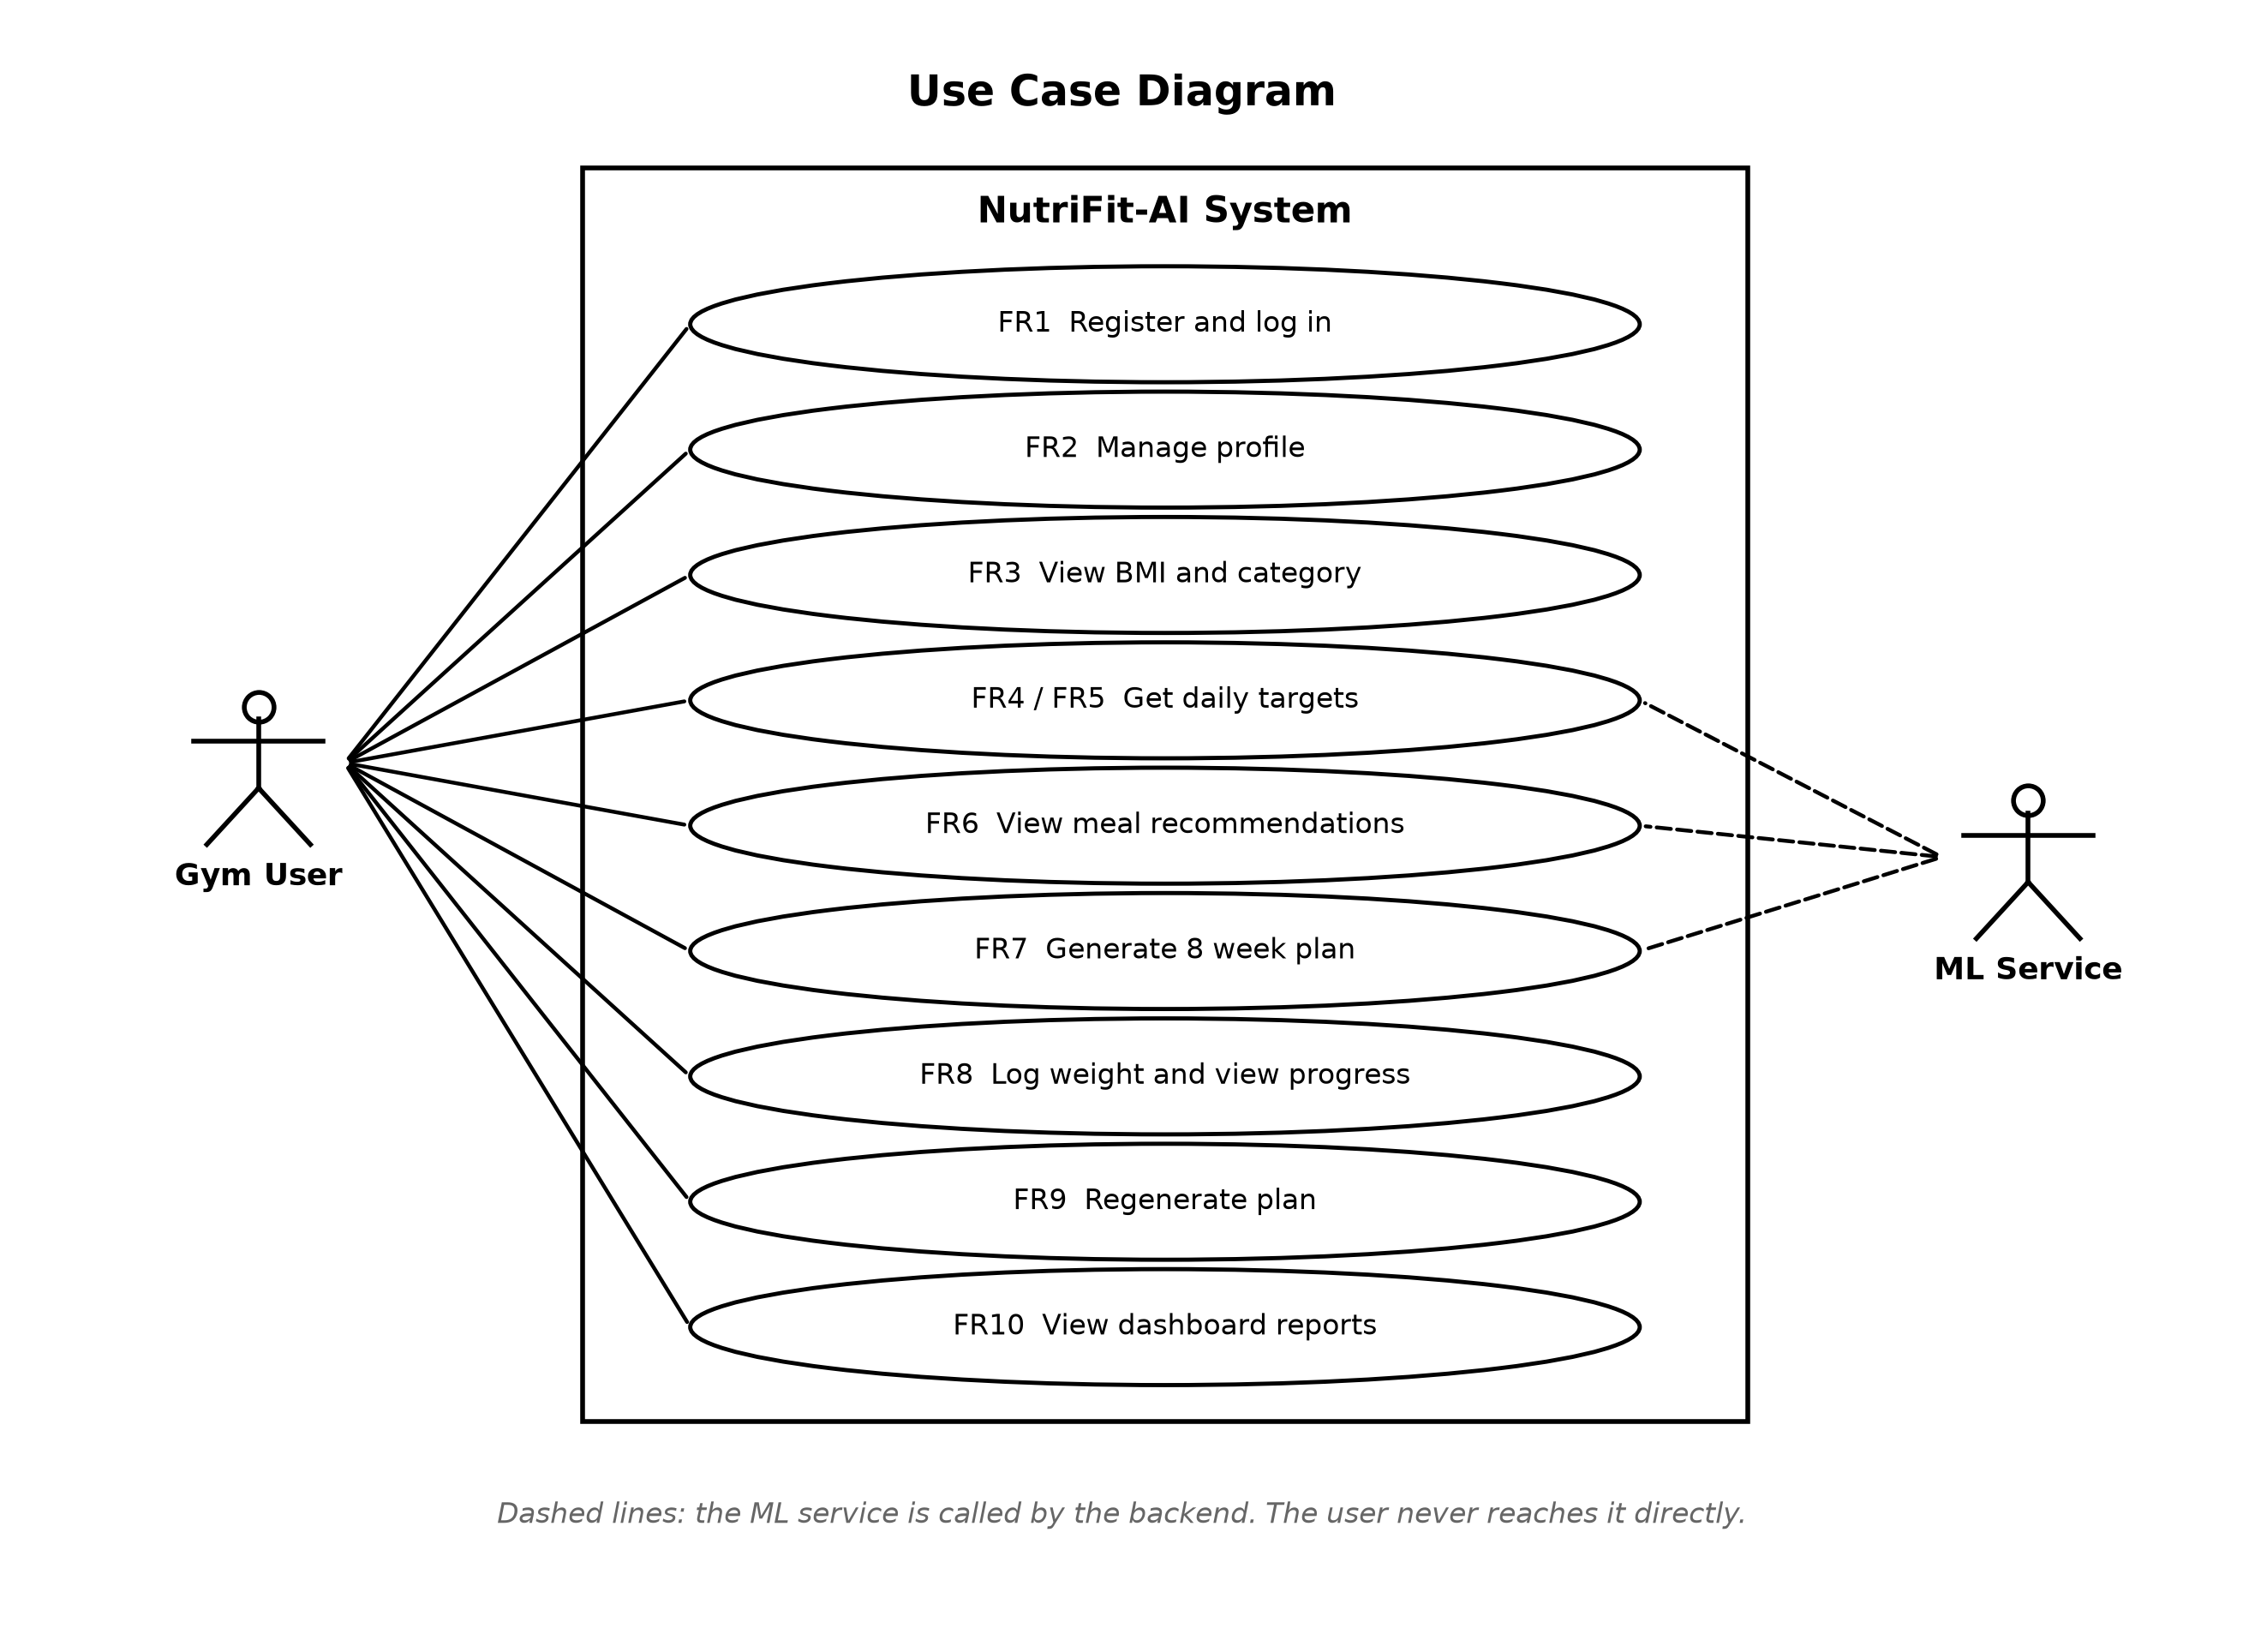 Use Case Diagram
NutriFit-AI System
FR1  Register and log in
FR2  Manage profile
FR3  View BMI and category
FR4 / FR5  Get daily targets
FR6  View meal recommendations
FR7  Generate 8 week plan
FR8  Log weight and view progress
FR9  Regenerate plan
FR10  View dashboard reports
Gym User
ML Service
Dashed lines: the ML service is called by the backend. The user never reaches it directly.